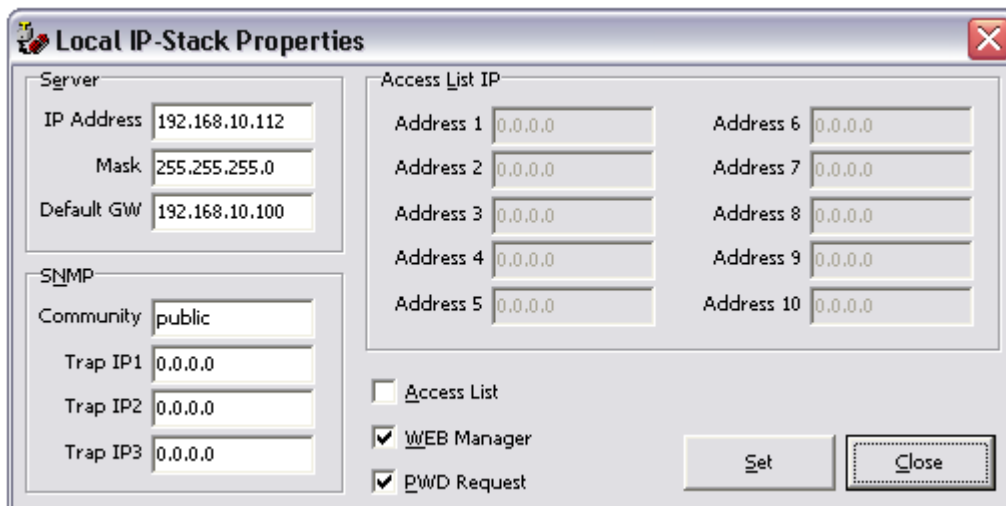 Local IP-Stack Properties
Server
IP Address 192.168.10.112
Mask 255.255.255.0
Default GW 192.168.10.100
SNMP
Community public
Trap IP1 0.0.0.0
Trap IP2 0.0.0.0
Trap IP3 0.0.0.0
Access List IP
Address 1 0.0.0.0
Address 2 0.0.0.0
Address 3 0.0.0.0
Address 4 0.0.0.0
Address 5 0.0.0.0
Address 6 0.0.0.0
Address 7 0.0.0.0
Address 8 0.0.0.0
Address 9 0.0.0.0
Address 10 0.0.0.0
Access List
WEB Manager
PWD Request
Set
Close